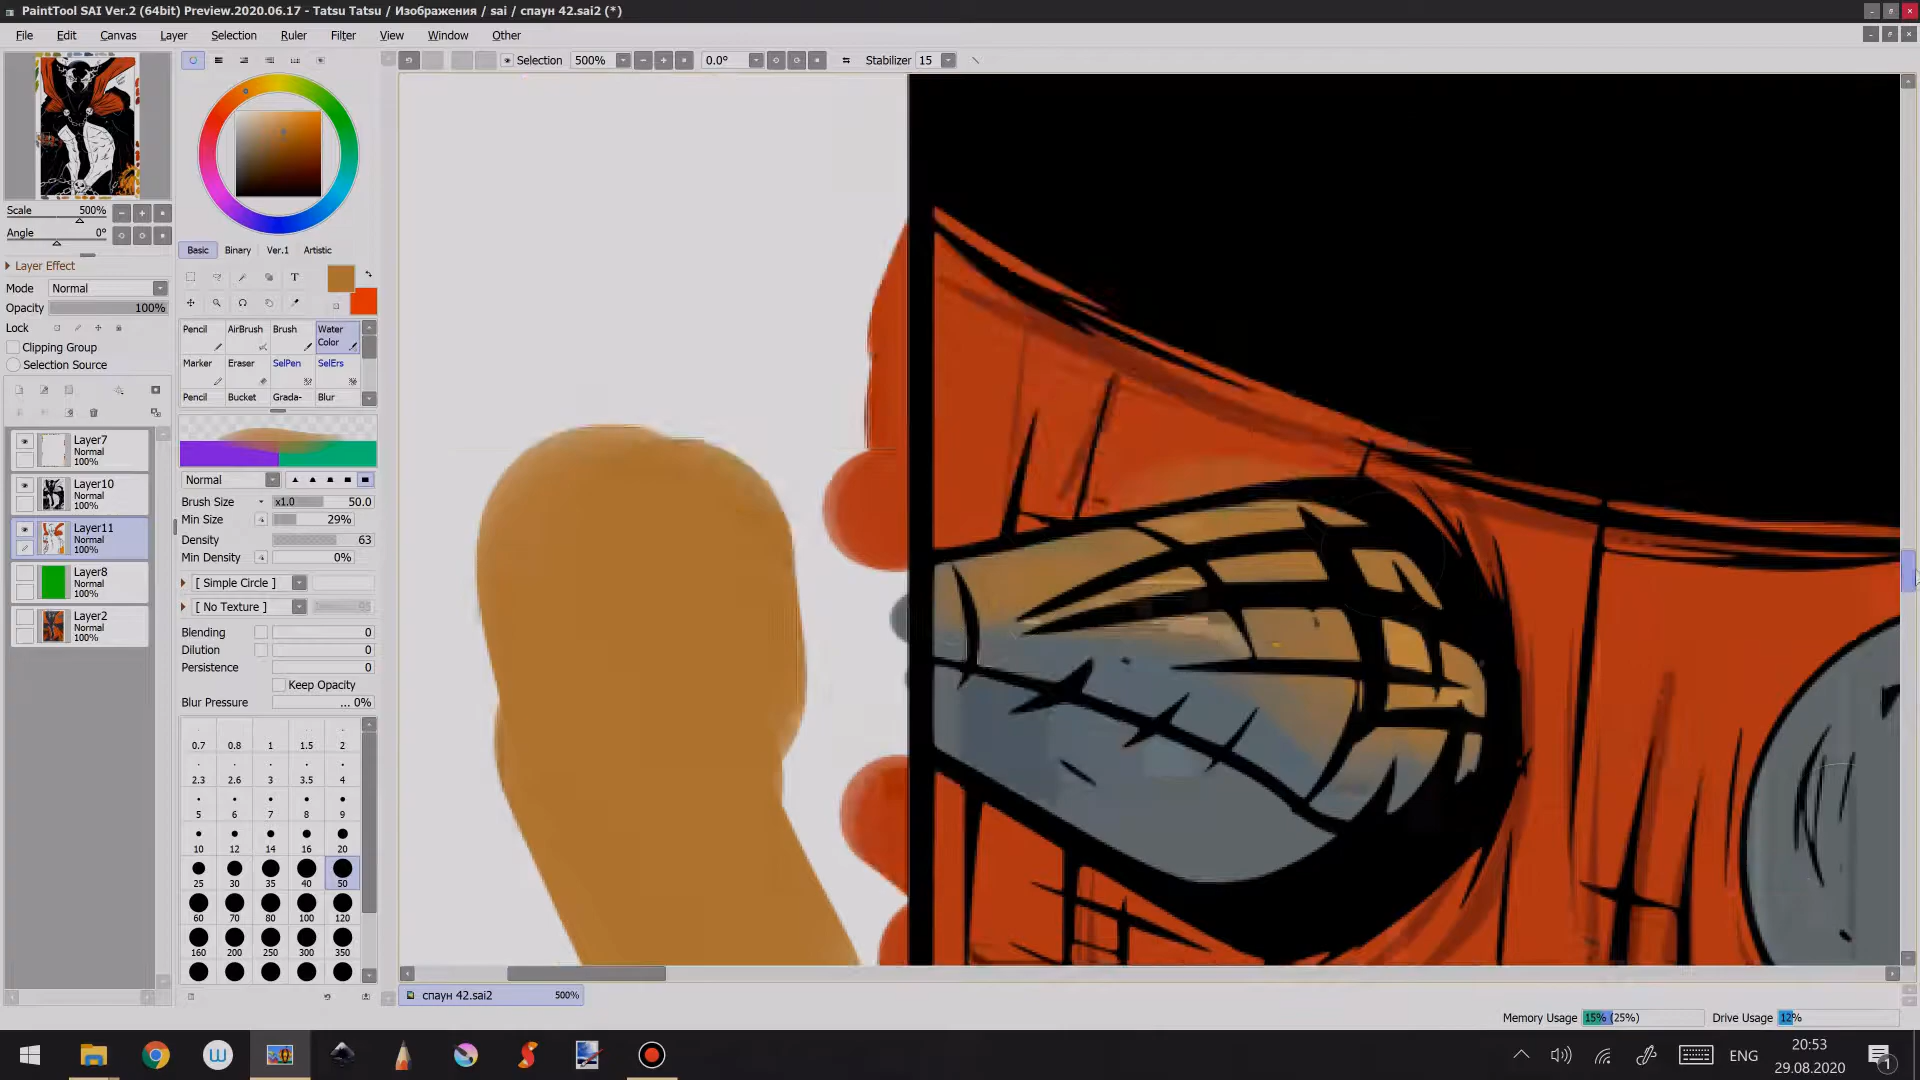 PaintTool SAI Ver.2 (64bit) Preview.2020.06.17 - Tatsu Tatsu / Изображения / sai / спаун 42.sai2 (*)
File Edit Canvas Layer Selection Ruler Filter View Window Other
Selection 500% 0.0° Stabilizer 15
Scale 500%
Angle 0°
Layer Effect
Mode Normal
Opacity 100%
Lock
Clipping Group
Selection Source
Layer7
Normal
100%
Layer10
Normal
100%
Layer11
Normal
100%
Layer8
Normal
100%
Layer2
Normal
100%
Basic Binary Ver.1 Artistic
T
Pencil AirBrush Brush Water Color
Marker Eraser SelPen SelErs
Pencil Bucket Grada- Blur
Normal
Brush Size x1.0 50.0
Min Size 29%
Density 63
Min Density 0%
[ Simple Circle ]
[ No Texture ]
Blending 0
Dilution 0
Persistence 0
Keep Opacity
Blur Pressure ... 0%
0.7 0.8 1 1.5 2
2.3 2.6 3 3.5 4
5 6 7 8 9
10 12 14 16 20
25 30 35 40 50
60 70 80 100 120
160 200 250 300 350
спаун 42.sai2 500%
Memory Usage 15% (25%) Drive Usage 12%
ENG
20:53
29.08.2020
1